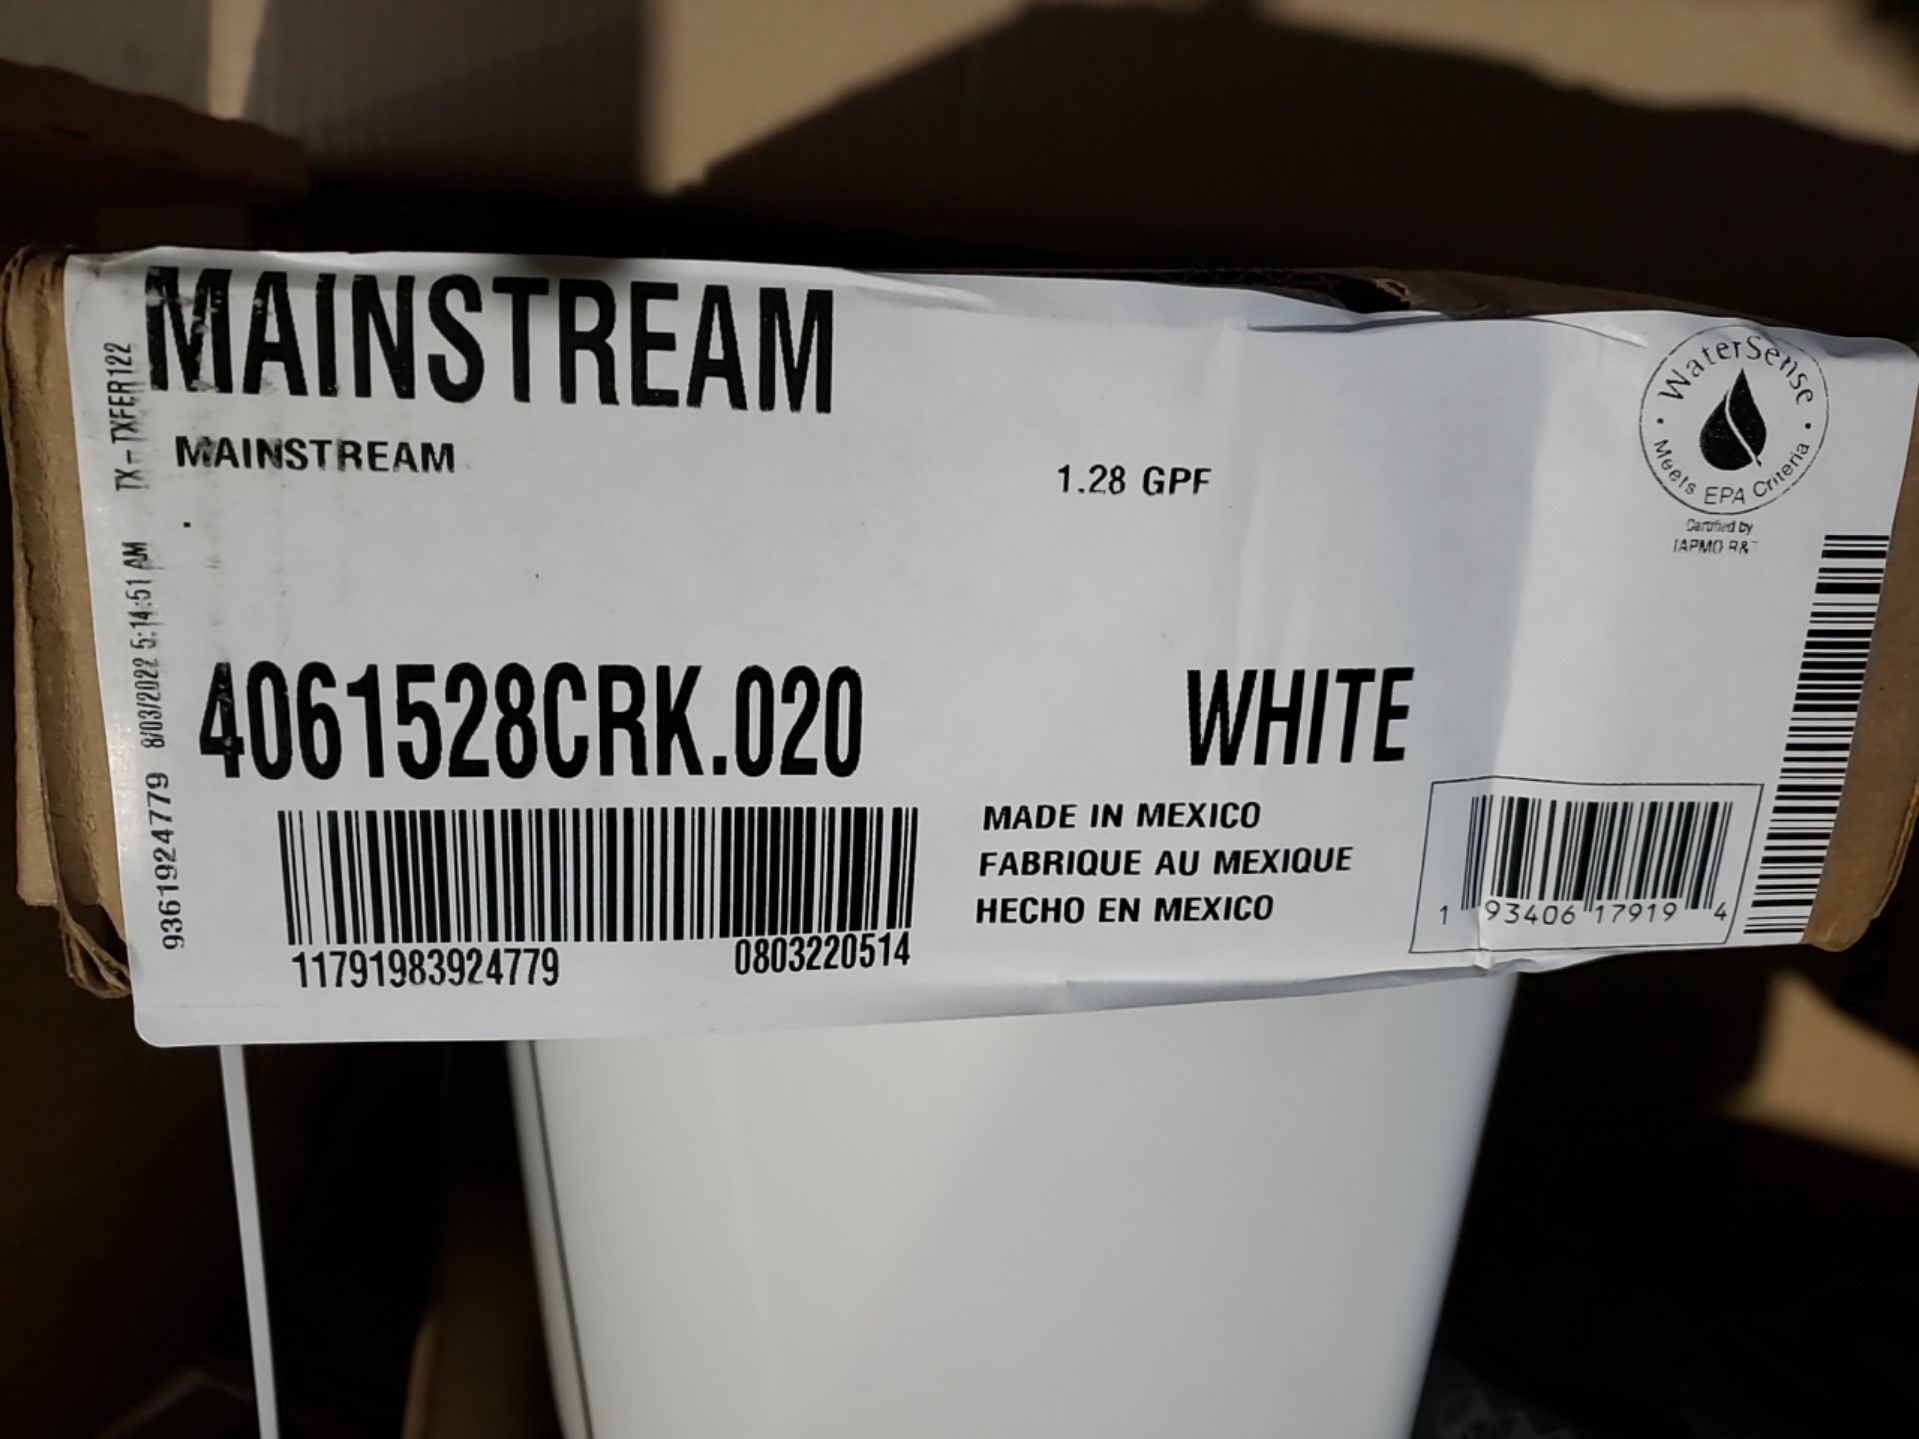 MAINSTREAM
MAINSTREAM
1.28 GPF
WaterSense
Meets EPA Criteria
Certified by
IAPMO R&T
TX - TXFER122
9361924779 8/03/2022 5:14:51 AM
4061528CRK.020
WHITE
11791983924779 0803220514
MADE IN MEXICO
FABRIQUE AU MEXIQUE
HECHO EN MEXICO
1 93406 17919 4